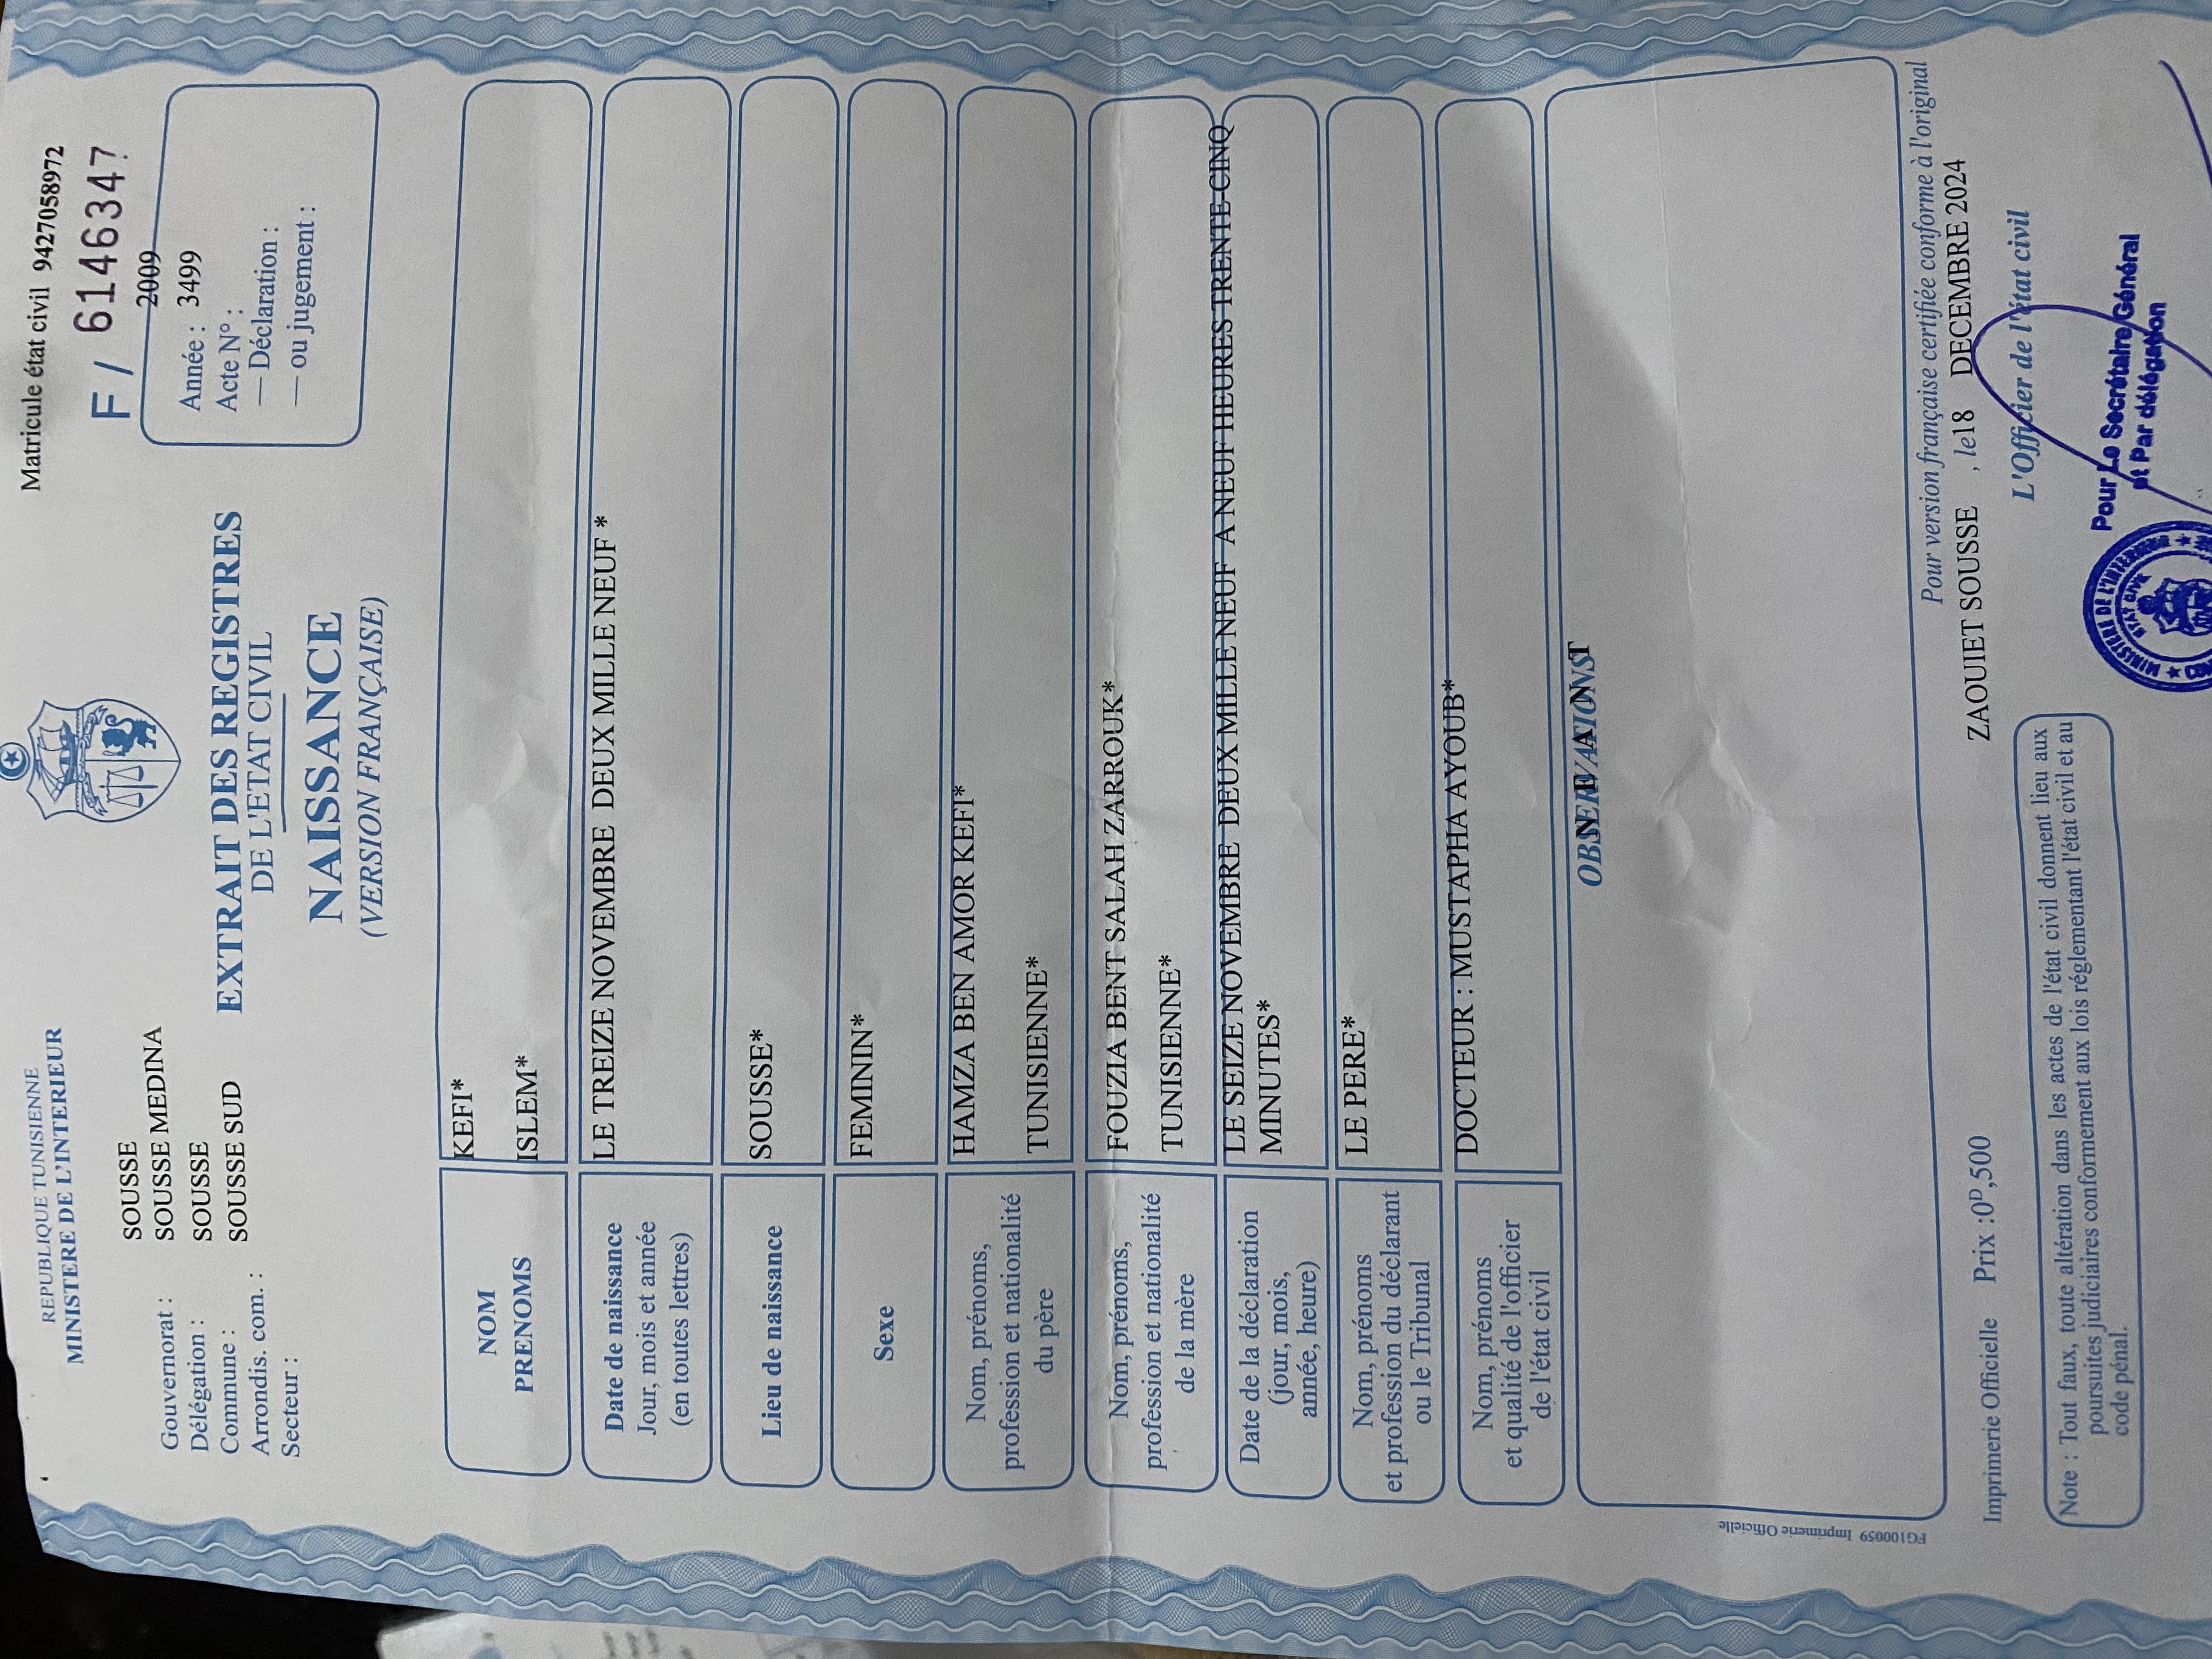 REPUBLIQUE TUNISIENNE
MINISTERE DE L'INTERIEUR
Matricule état civil 9427058972
F / 6146347
Gouvernorat : SOUSSE
Délégation : SOUSSE MEDINA
Commune : SOUSSE
Arrondis. com. : SOUSSE SUD
Secteur :
EXTRAIT DES REGISTRES
DE L'ETAT CIVIL
NAISSANCE
(VERSION FRANÇAISE)
2009
Année : 3499
Acte N° :
— Déclaration :
— ou jugement :
NOM KEFI*
PRENOMS ISLEM*
Date de naissance LE TREIZE NOVEMBRE DEUX MILLE NEUF *
Jour, mois et année
(en toutes lettres)
Lieu de naissance SOUSSE*
Sexe FEMININ*
Nom, prénoms, HAMZA BEN AMOR KEFI*
profession et nationalité
du père TUNISIENNE*
Nom, prénoms, FOUZIA BENT SALAH ZARROUK*
profession et nationalité
de la mère TUNISIENNE*
Date de la déclaration LE SEIZE NOVEMBRE DEUX MILLE NEUF A NEUF HEURES TRENTE-CINQ
(jour, mois, MINUTES*
année, heure)
Nom, prénoms LE PERE*
et profession du déclarant
ou le Tribunal
Nom, prénoms DOCTEUR : MUSTAPHA AYOUB*
et qualité de l'officier
de l'état civil
OBSERVATIONS
N E A N T
FG100059 Imprimerie Officielle
Pour version française certifiée conforme à l'original
ZAOUIET SOUSSE , le 18 DECEMBRE 2024
L'Officier de l'état civil
Pour Le Secrétaire Général
et Par délégation
MINISTERE DE L'INTERIEUR
ETAT CIVIL
Imprimerie Officielle Prix :0D,500
Note : Tout faux, toute altération dans les actes de l'état civil donnent lieu aux
poursuites judiciaires conformement aux lois réglementant l'état civil et au
code pénal.